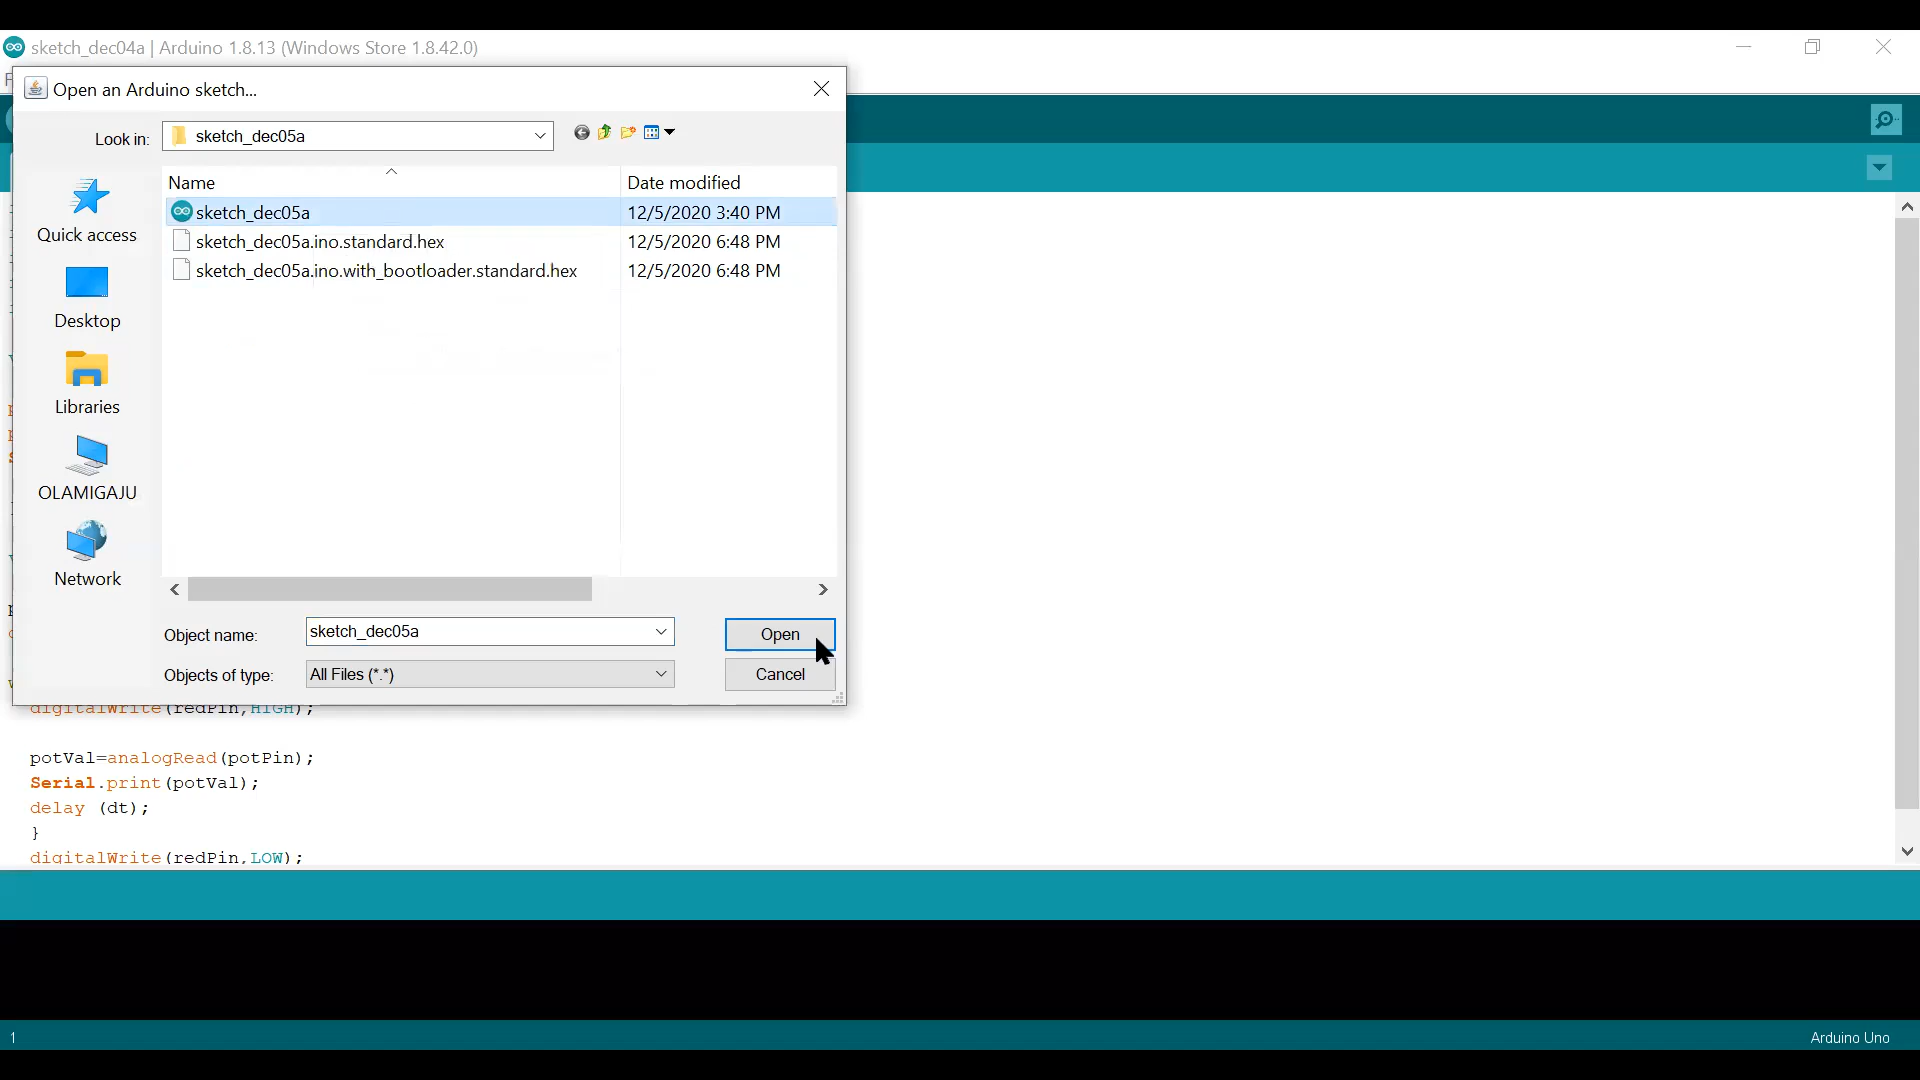 sketch_dec04a | Arduino 1.8.13 (Windows Store 1.8.42.0)
Open an Arduino sketch...
Look in: sketch_dec05a
Name Date modified
sketch_dec05a 12/5/2020 3:40 PM
sketch_dec05a.ino.standard.hex 12/5/2020 6:48 PM
sketch_dec05a.ino.with_bootloader.standard.hex 12/5/2020 6:48 PM
Quick access
Desktop
Libraries
OLAMIGAJU
Network
Object name: sketch_dec05a Open
Objects of type: All Files (*.*) Cancel
digitalWrite(redPin,HIGH);
potVal=analogRead(potPin);
Serial.print(potVal);
delay (dt);
}
digitalWrite(redPin,LOW);
1 Arduino Uno